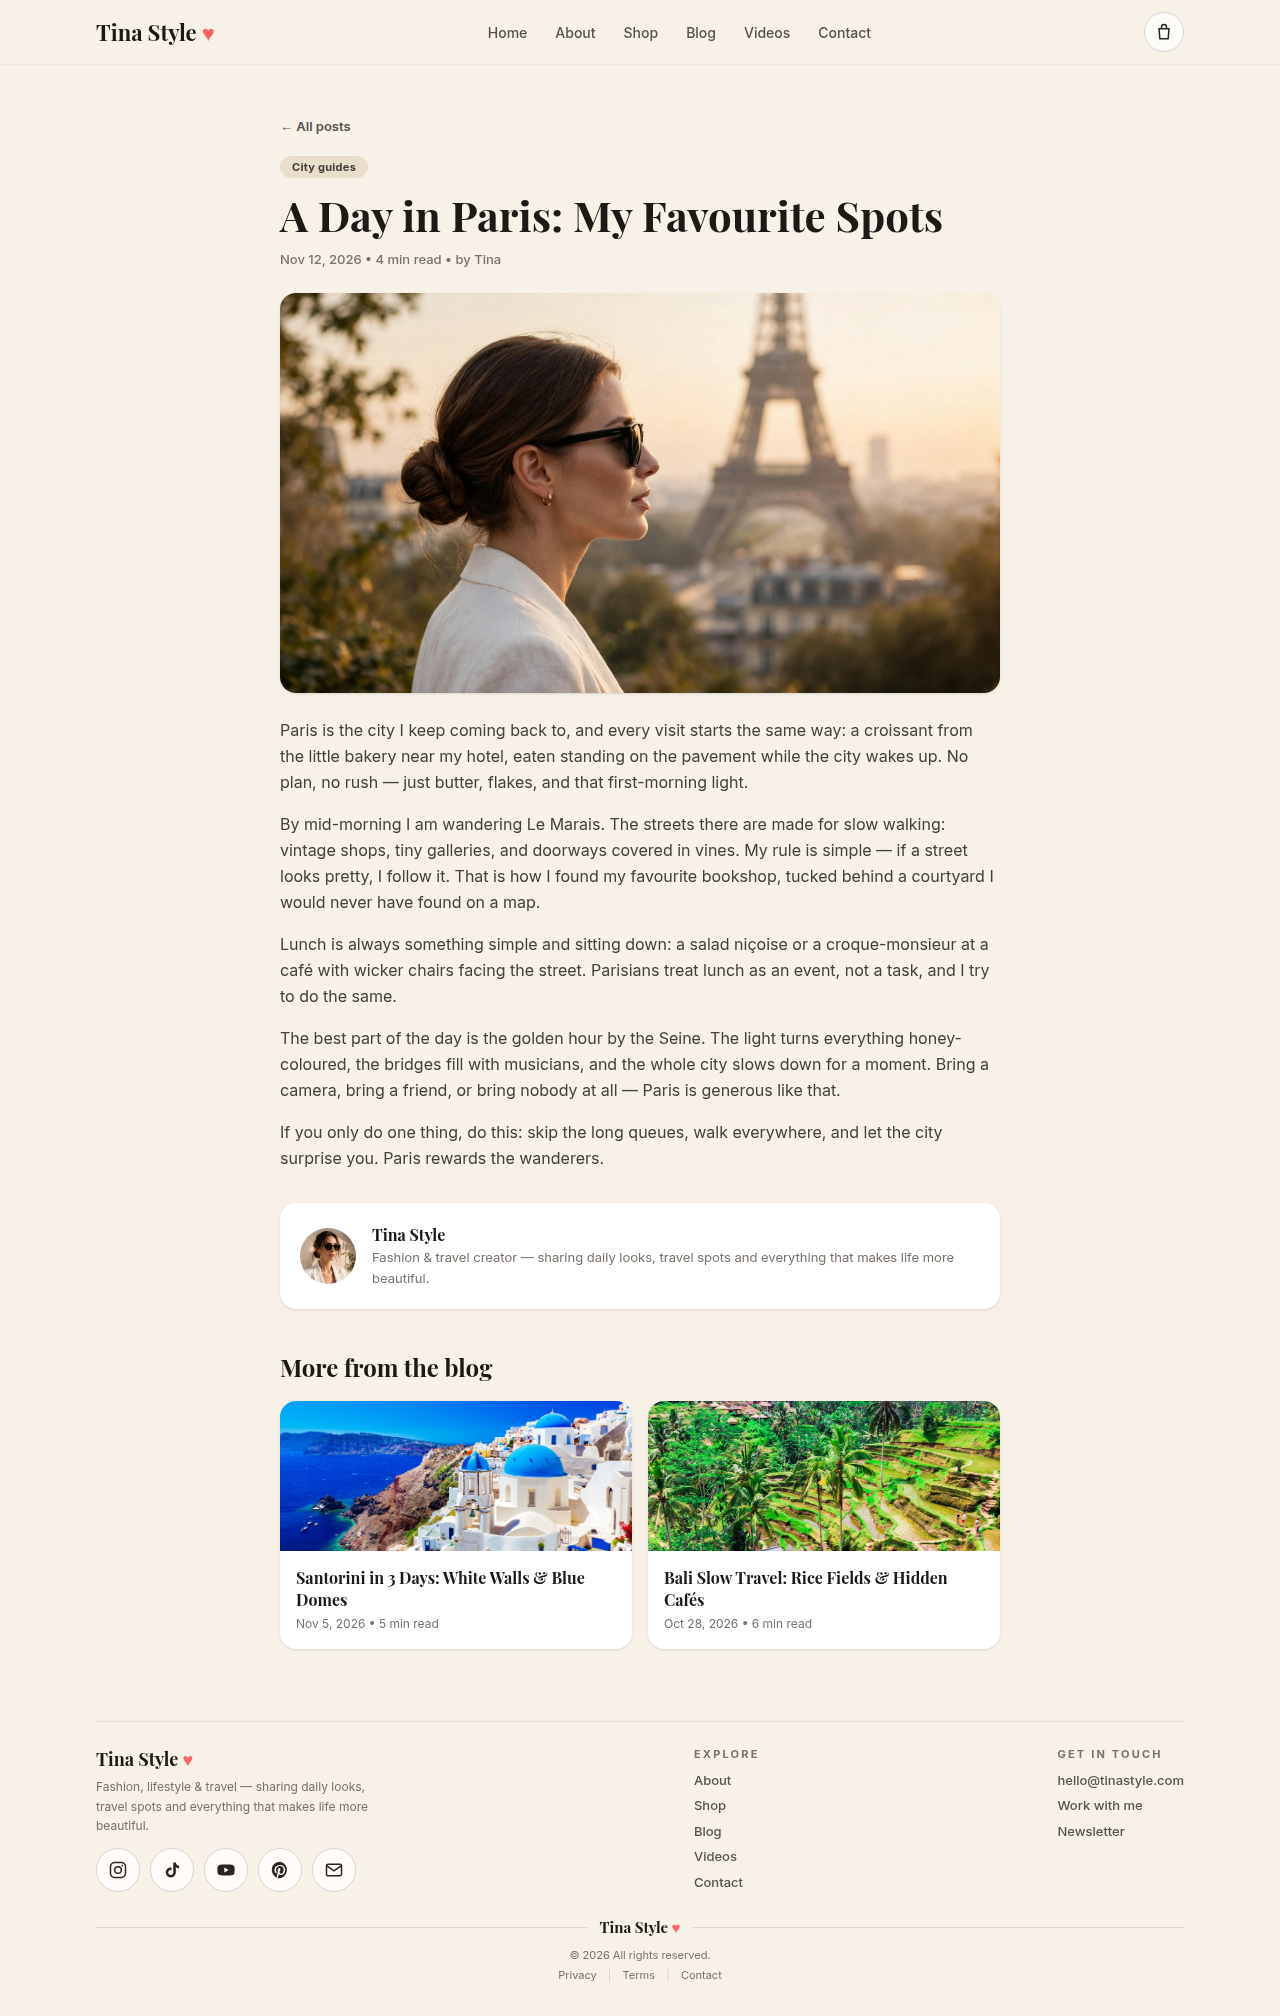 Tina Style ♥
Home
About
Shop
Blog
Videos
Contact
← All posts
City guides
A Day in Paris: My Favourite Spots
Nov 12, 2026 • 4 min read • by Tina
Paris is the city I keep coming back to, and every visit starts the same way: a croissant from
the little bakery near my hotel, eaten standing on the pavement while the city wakes up. No
plan, no rush — just butter, flakes, and that first-morning light.
By mid-morning I am wandering Le Marais. The streets there are made for slow walking:
vintage shops, tiny galleries, and doorways covered in vines. My rule is simple — if a street
looks pretty, I follow it. That is how I found my favourite bookshop, tucked behind a courtyard I
would never have found on a map.
Lunch is always something simple and sitting down: a salad niçoise or a croque-monsieur at a
café with wicker chairs facing the street. Parisians treat lunch as an event, not a task, and I try
to do the same.
The best part of the day is the golden hour by the Seine. The light turns everything honey-
coloured, the bridges fill with musicians, and the whole city slows down for a moment. Bring a
camera, bring a friend, or bring nobody at all — Paris is generous like that.
If you only do one thing, do this: skip the long queues, walk everywhere, and let the city
surprise you. Paris rewards the wanderers.
Tina Style
Fashion & travel creator — sharing daily looks, travel spots and everything that makes life more
beautiful.
More from the blog
Santorini in 3 Days: White Walls & Blue
Domes
Nov 5, 2026 • 5 min read
Bali Slow Travel: Rice Fields & Hidden
Cafés
Oct 28, 2026 • 6 min read
Tina Style ♥
Fashion, lifestyle & travel — sharing daily looks,
travel spots and everything that makes life more
beautiful.
EXPLORE
About
Shop
Blog
Videos
Contact
GET IN TOUCH
hello@tinastyle.com
Work with me
Newsletter
Tina Style ♥
© 2026 All rights reserved.
Privacy | Terms | Contact